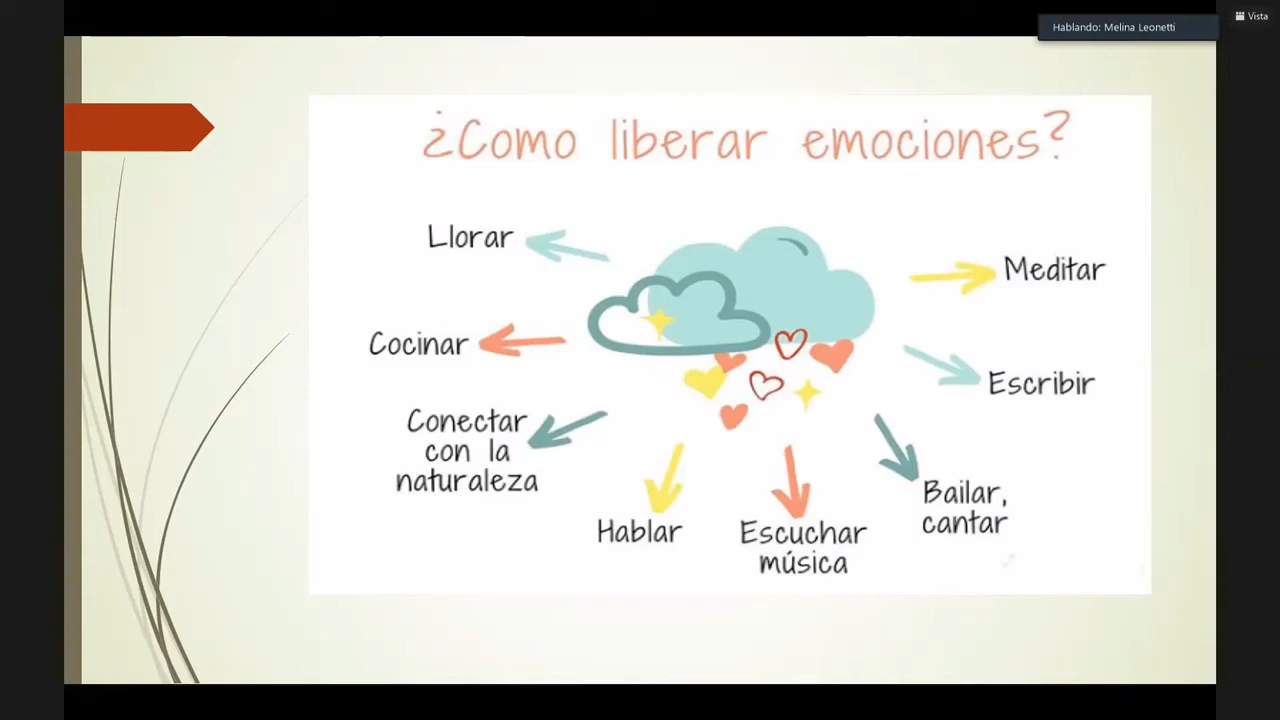 Vista
Hablando: Melina Leonetti
¿Como liberar emociones?
Llorar
Meditar
Cocinar
Escribir
Conectar
con la
naturaleza
Hablar
Escuchar
música
Bailar,
cantar